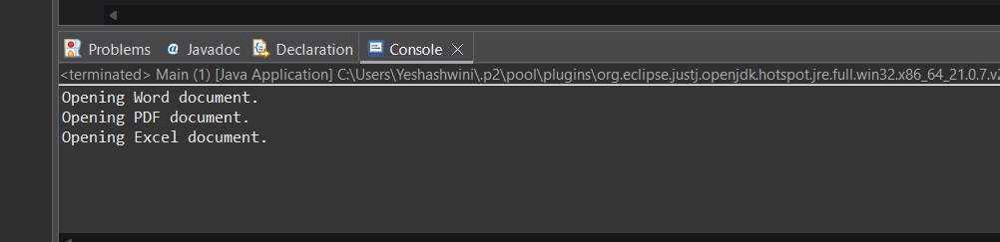 Problems @ Javadoc Declaration Console
<terminated> Main (1) [Java Application] C:\Users\Yeshashwini\.p2\pool\plugins\org.eclipse.justj.openjdk.hotspot.jre.full.win32.x86_64_21.0.7.v2
Opening Word document.
Opening PDF document.
Opening Excel document.